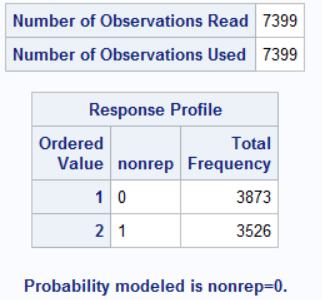 Number of Observations Read 7399
Number of Observations Used 7399
Response Profile
Ordered Value nonrep Total Frequency
1 0 3873
2 1 3526
Probability modeled is nonrep=0.